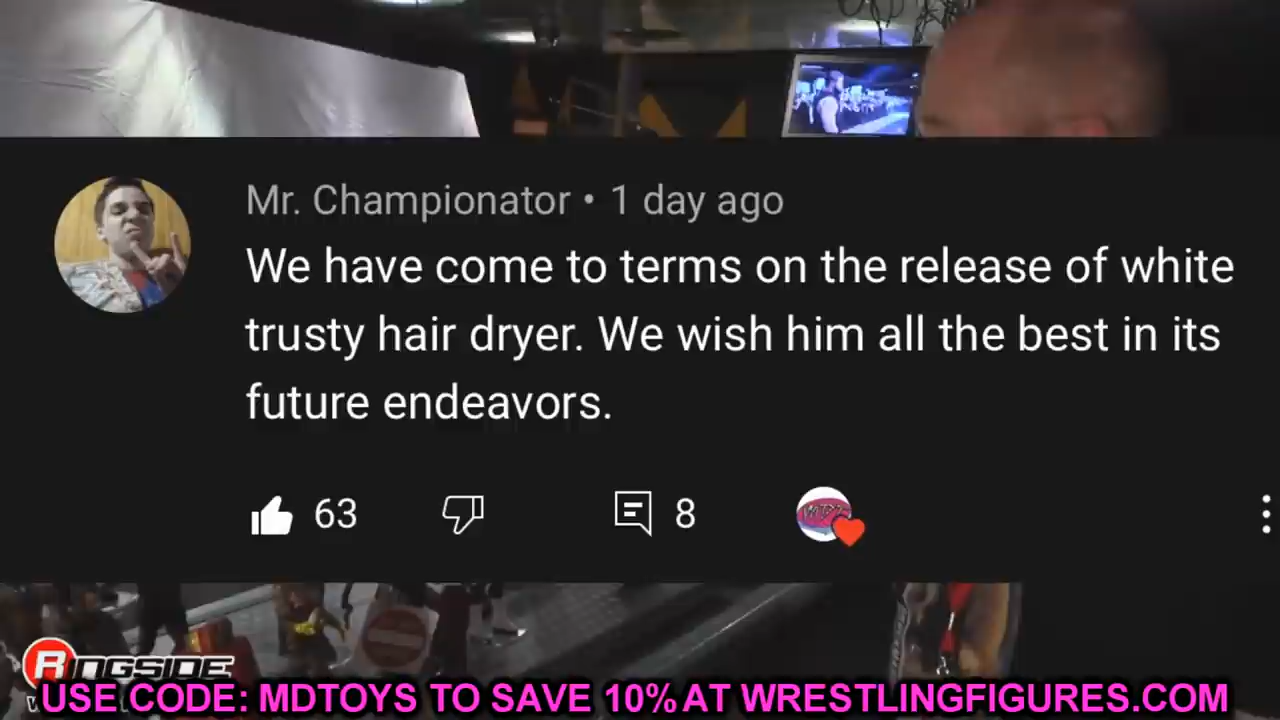 Mr. Championator • 1 day ago
We have come to terms on the release of white
trusty hair dryer. We wish him all the best in its
future endeavors.
63
8
RINGSIDE
USE CODE: MDTOYS TO SAVE 10% AT WRESTLINGFIGURES.COM